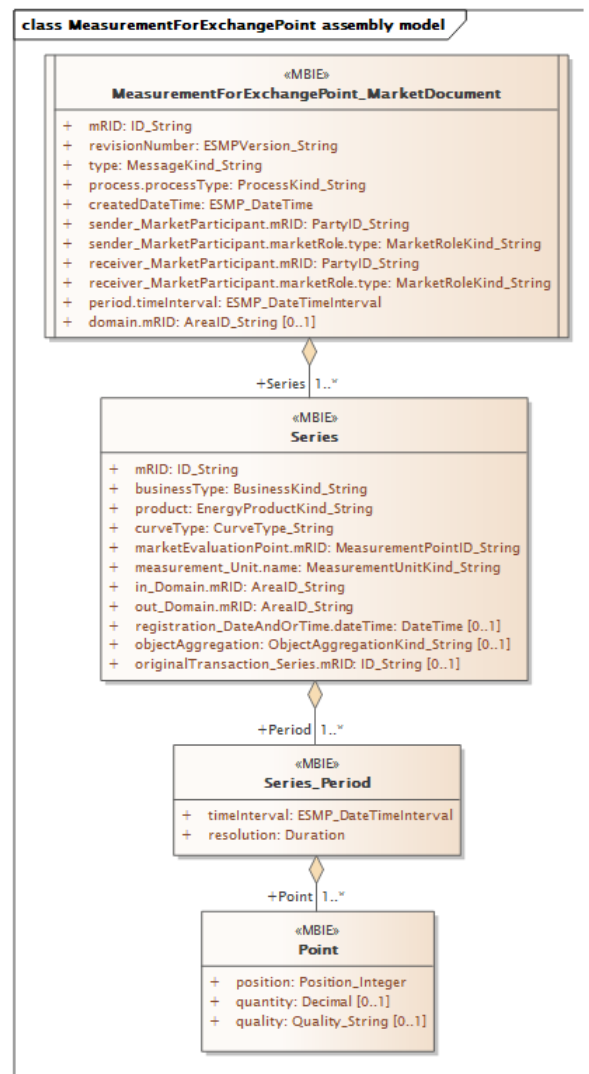 class MeasurementForExchangePoint assembly model
«MBIE»
MeasurementForExchangePoint_MarketDocument
+ mRID: ID_String
+ revisionNumber: ESMPVersion_String
+ type: MessageKind_String
+ process.processType: ProcessKind_String
+ createdDateTime: ESMP_DateTime
+ sender_MarketParticipant.mRID: PartyID_String
+ sender_MarketParticipant.marketRole.type: MarketRoleKind_String
+ receiver_MarketParticipant.mRID: PartyID_String
+ receiver_MarketParticipant.marketRole.type: MarketRoleKind_String
+ period.timeInterval: ESMP_DateTimeInterval
+ domain.mRID: AreaID_String [0..1]
+Series 1..*
«MBIE»
Series
+ mRID: ID_String
+ businessType: BusinessKind_String
+ product: EnergyProductKind_String
+ curveType: CurveType_String
+ marketEvaluationPoint.mRID: MeasurementPointID_String
+ measurement_Unit.name: MeasurementUnitKind_String
+ in_Domain.mRID: AreaID_String
+ out_Domain.mRID: AreaID_String
+ registration_DateAndOrTime.dateTime: DateTime [0..1]
+ objectAggregation: ObjectAggregationKind_String [0..1]
+ originalTransaction_Series.mRID: ID_String [0..1]
+Period 1..*
«MBIE»
Series_Period
+ timeInterval: ESMP_DateTimeInterval
+ resolution: Duration
+Point 1..*
«MBIE»
Point
+ position: Position_Integer
+ quantity: Decimal [0..1]
+ quality: Quality_String [0..1]